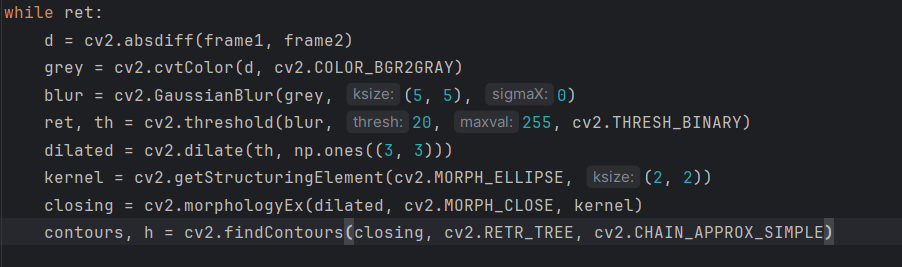 while ret:
    d = cv2.absdiff(frame1, frame2)
    grey = cv2.cvtColor(d, cv2.COLOR_BGR2GRAY)
    blur = cv2.GaussianBlur(grey, ksize: (5, 5), sigmaX: 0)
    ret, th = cv2.threshold(blur, thresh: 20, maxval: 255, cv2.THRESH_BINARY)
    dilated = cv2.dilate(th, np.ones((3, 3)))
    kernel = cv2.getStructuringElement(cv2.MORPH_ELLIPSE, ksize: (2, 2))
    closing = cv2.morphologyEx(dilated, cv2.MORPH_CLOSE, kernel)
    contours, h = cv2.findContours(closing, cv2.RETR_TREE, cv2.CHAIN_APPROX_SIMPLE)